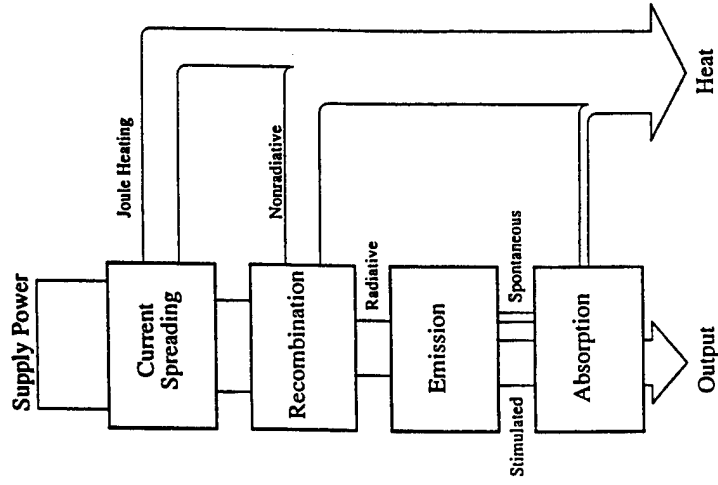 Supply Power
Current
Spreading
Joule Heating
Recombination
Nonradiative
Radiative
Emission
Stimulated
Spontaneous
Absorption
Output
Heat